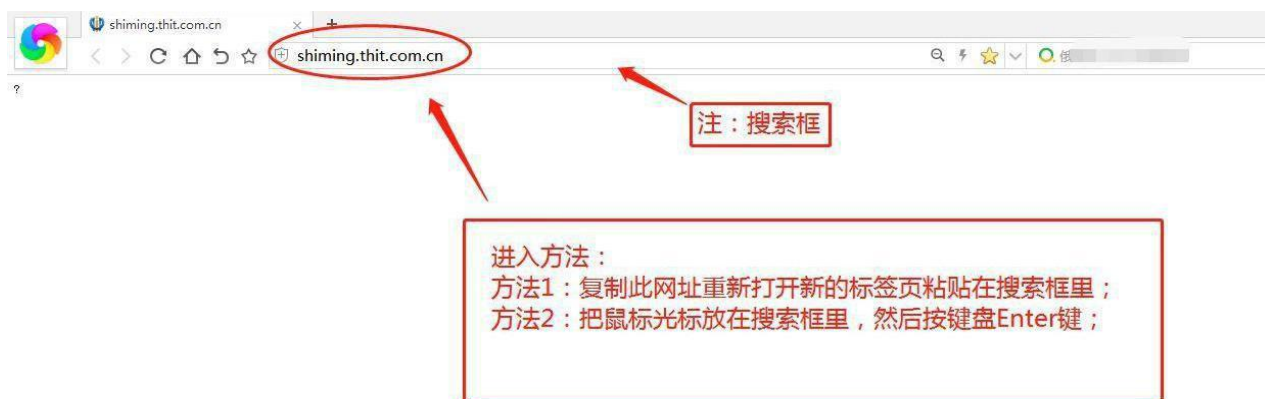 shiming.thit.com.cn
shiming.thit.com.cn
?
注：搜索框
进入方法：
方法1：复制此网址重新打开新的标签页粘贴在搜索框里；
方法2：把鼠标光标放在搜索框里，然后按键盘Enter键；